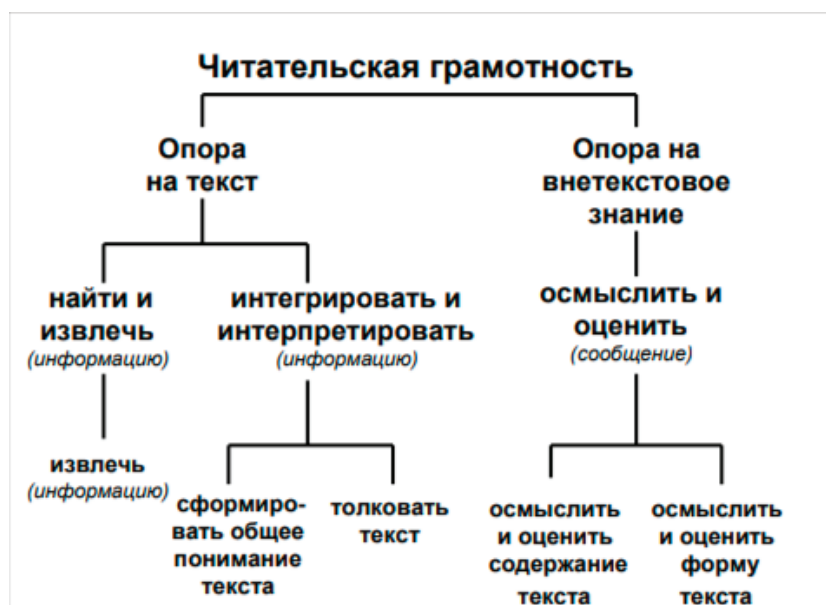 Читательская грамотность
Опора
на текст
Опора на
внетекстовое
знание
найти и
извлечь
(информацию)
интегрировать и
интерпретировать
(информацию)
осмыслить и
оценить
(сообщение)
извлечь
(информацию)
сформиро-
вать общее
понимание
текста
толковать
текст
осмыслить
и оценить
содержание
текста
осмыслить
и оценить
форму
текста